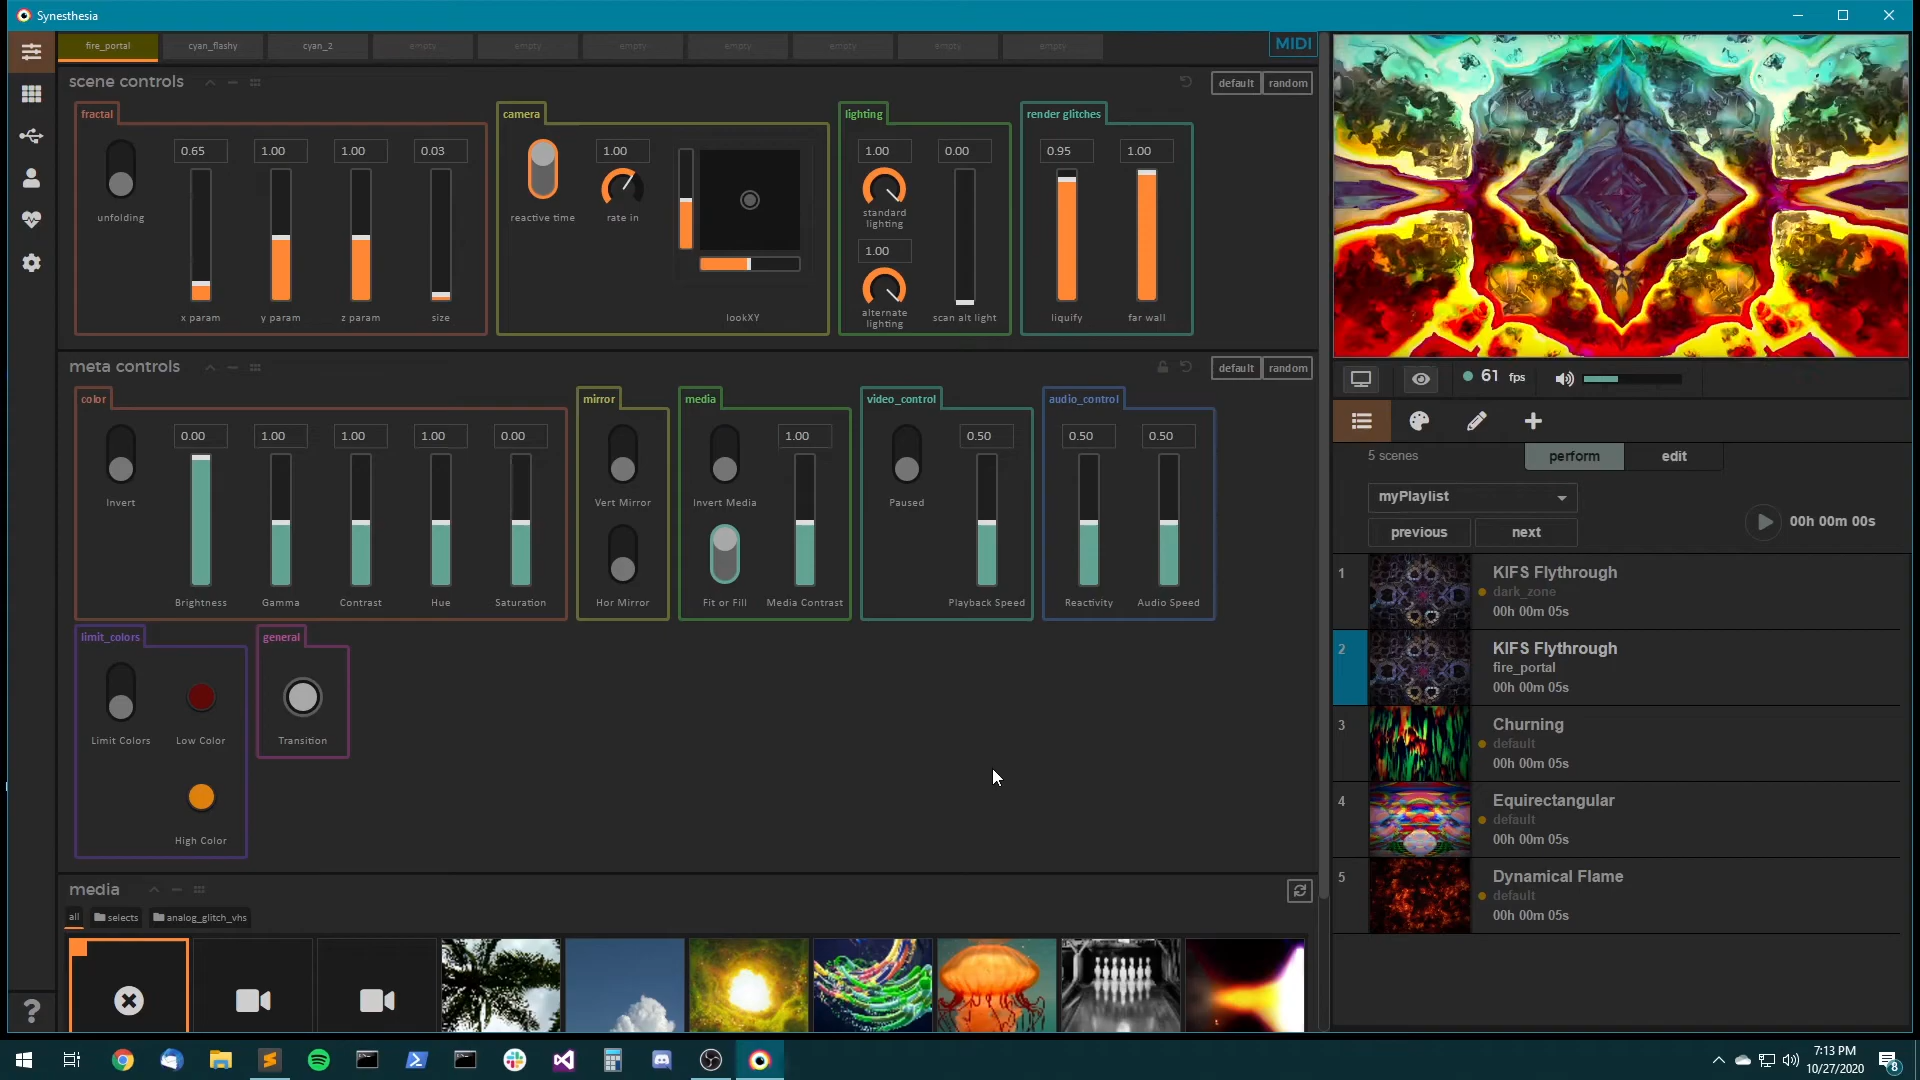 Synesthesia
fire_portal cyan_flashy cyan_2 empty empty empty empty empty empty empty
MIDI
scene controls
default random
fractal
0.65 1.00 1.00 0.03
unfolding
x param y param z param size
camera
1.00
reactive time rate in
lookXY
lighting
1.00 0.00
standard
lighting
1.00
alternate
lighting
scan alt light
render glitches
0.95 1.00
liquify far wall
meta controls
default random
color
0.00 1.00 1.00 1.00 0.00
Invert
Brightness Gamma Contrast Hue Saturation
mirror
Vert Mirror
Hor Mirror
media
1.00
Invert Media
Fit or Fill Media Contrast
video_control
0.50
Paused
Playback Speed
audio_control
0.50 0.50
Reactivity Audio Speed
limit_colors
Limit Colors Low Color
High Color
general
Transition
media
all selects analog_glitch_vhs
?
61 fps
5 scenes
perform edit
myPlaylist
previous next
00h 00m 00s
1 KIFS Flythrough
dark_zone
00h 00m 05s
2 KIFS Flythrough
fire_portal
00h 00m 05s
3 Churning
default
00h 00m 05s
4 Equirectangular
default
00h 00m 05s
5 Dynamical Flame
default
00h 00m 05s
7:13 PM
10/27/2020
8